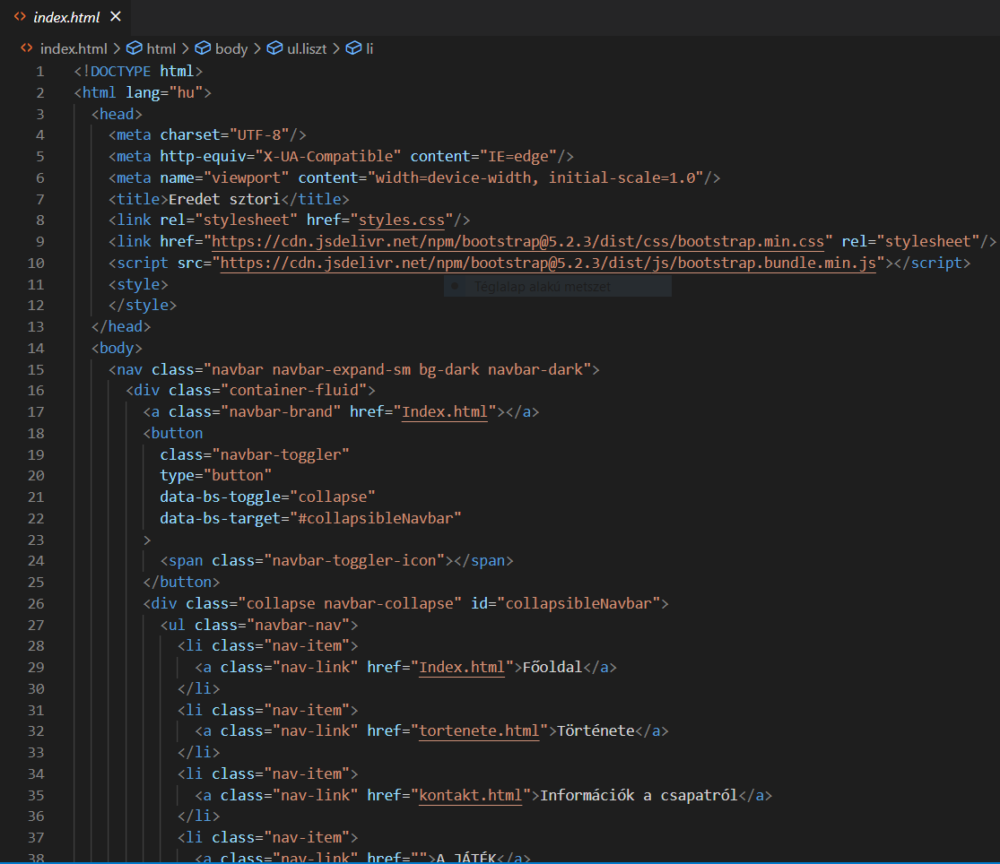 index.html
index.html > html > body > ul.liszt > li
1 <!DOCTYPE html>
2 <html lang="hu">
3 <head>
4 <meta charset="UTF-8"/>
5 <meta http-equiv="X-UA-Compatible" content="IE=edge"/>
6 <meta name="viewport" content="width=device-width, initial-scale=1.0"/>
7 <title>Eredet sztori</title>
8 <link rel="stylesheet" href="styles.css"/>
9 <link href="https://cdn.jsdelivr.net/npm/bootstrap@5.2.3/dist/css/bootstrap.min.css" rel="stylesheet"/>
10 <script src="https://cdn.jsdelivr.net/npm/bootstrap@5.2.3/dist/js/bootstrap.bundle.min.js"></script>
11 <style>
Téglalap alakú metszet
12 </style>
13 </head>
14 <body>
15 <nav class="navbar navbar-expand-sm bg-dark navbar-dark">
16 <div class="container-fluid">
17 <a class="navbar-brand" href="Index.html"></a>
18 <button
19 class="navbar-toggler"
20 type="button"
21 data-bs-toggle="collapse"
22 data-bs-target="#collapsibleNavbar"
23 >
24 <span class="navbar-toggler-icon"></span>
25 </button>
26 <div class="collapse navbar-collapse" id="collapsibleNavbar">
27 <ul class="navbar-nav">
28 <li class="nav-item">
29 <a class="nav-link" href="Index.html">Főoldal</a>
30 </li>
31 <li class="nav-item">
32 <a class="nav-link" href="tortenete.html">Története</a>
33 </li>
34 <li class="nav-item">
35 <a class="nav-link" href="kontakt.html">Információk a csapatról</a>
36 </li>
37 <li class="nav-item">
38 <a class="nav-link" href="">A JÁTÉK</a>